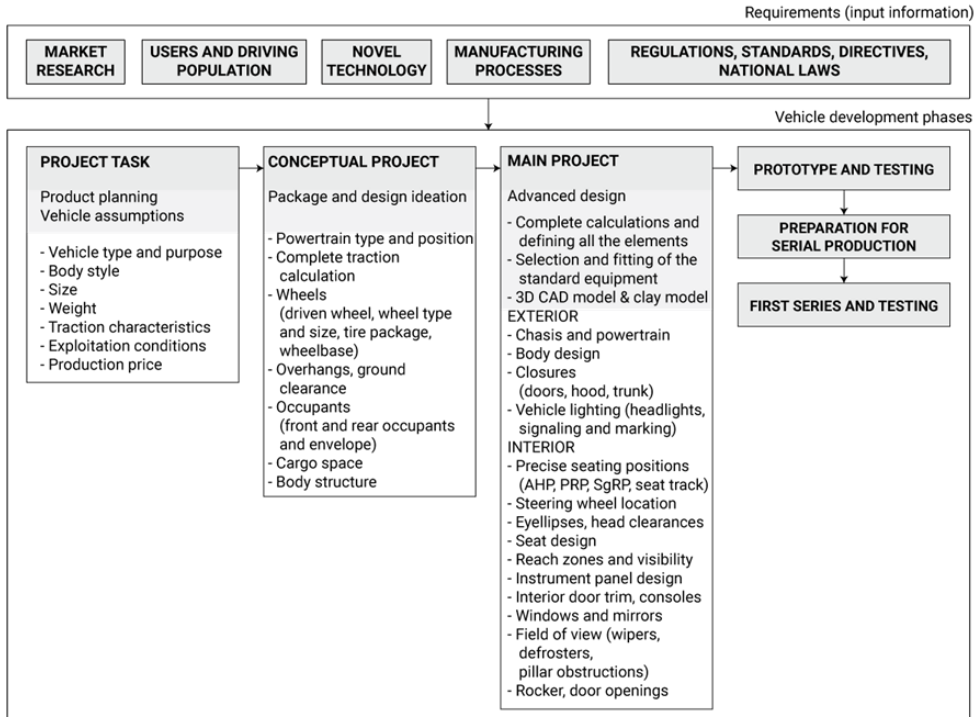 Requirements (input information)
MARKET
RESEARCH
USERS AND DRIVING
POPULATION
NOVEL
TECHNOLOGY
MANUFACTURING
PROCESSES
REGULATIONS, STANDARDS, DIRECTIVES,
NATIONAL LAWS
Vehicle development phases
PROJECT TASK
Product planning
Vehicle assumptions
- Vehicle type and purpose
- Body style
- Size
- Weight
- Traction characteristics
- Exploitation conditions
- Production price
CONCEPTUAL PROJECT
Package and design ideation
- Powertrain type and position
- Complete traction
calculation
- Wheels
(driven wheel, wheel type
and size, tire package,
wheelbase)
- Overhangs, ground
clearance
- Occupants
(front and rear occupants
and envelope)
- Cargo space
- Body structure
MAIN PROJECT
Advanced design
- Complete calculations and
defining all the elements
- Selection and fitting of the
standard equipment
- 3D CAD model & clay model
EXTERIOR
- Chasis and powertrain
- Body design
- Closures
(doors, hood, trunk)
- Vehicle lighting (headlights,
signaling and marking)
INTERIOR
- Precise seating positions
(AHP, PRP, SgRP, seat track)
- Steering wheel location
- Eyellipses, head clearances
- Seat design
- Reach zones and visibility
- Instrument panel design
- Interior door trim, consoles
- Windows and mirrors
- Field of view (wipers,
defrosters,
pillar obstructions)
- Rocker, door openings
PROTOTYPE AND TESTING
PREPARATION FOR
SERIAL PRODUCTION
FIRST SERIES AND TESTING